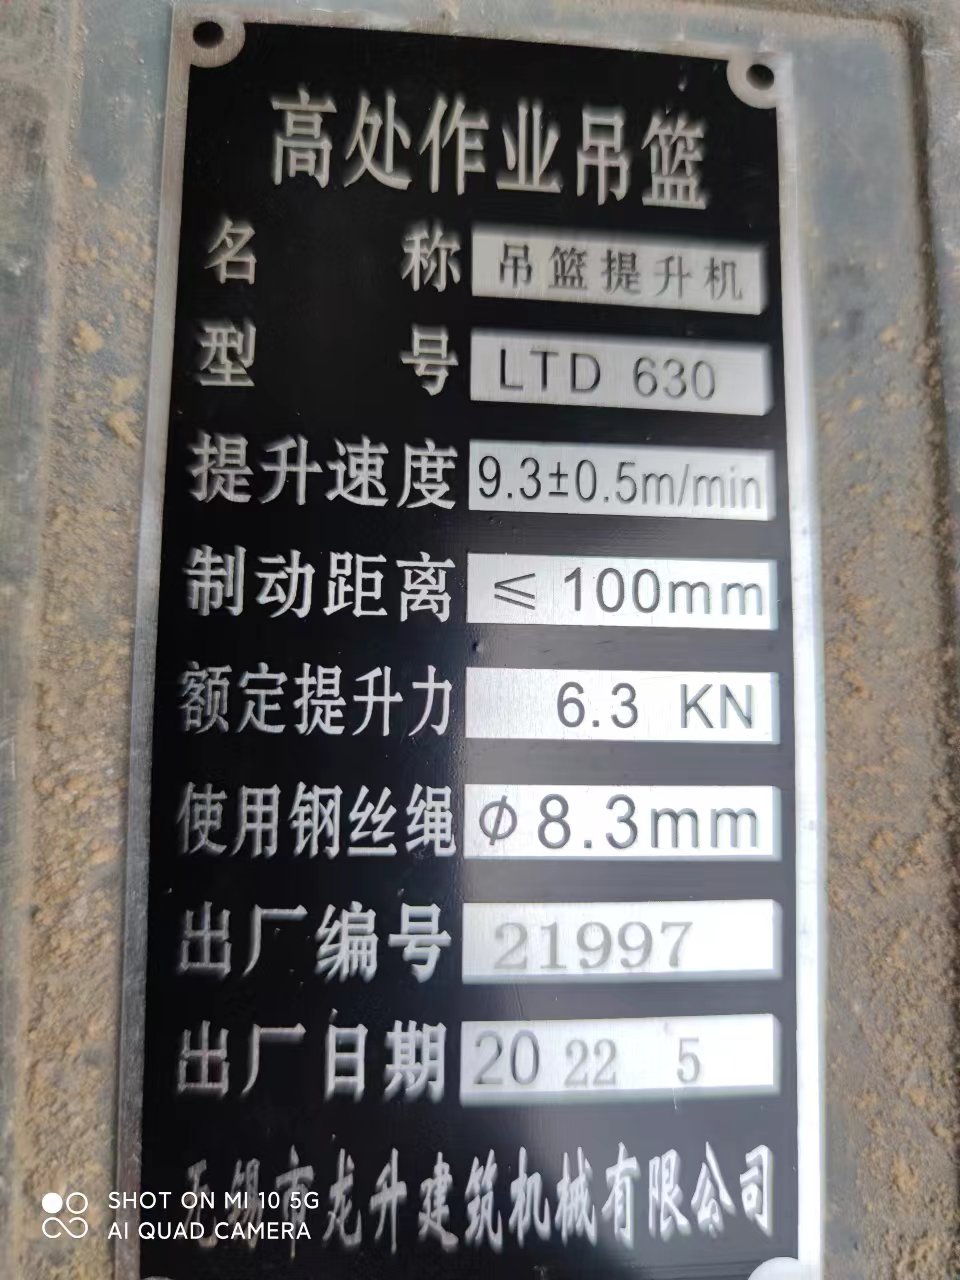 高处作业吊篮
名 称 吊篮提升机
型 号 LTD 630
提升速度 9.3±0.5m/min
制动距离 ≤ 100mm
额定提升力 6.3 KN
使用钢丝绳 Φ8.3mm
出厂编号 21997
出厂日期 2022 5
无锡市龙升建筑机械有限公司
SHOT ON MI 10 5G
AI QUAD CAMERA